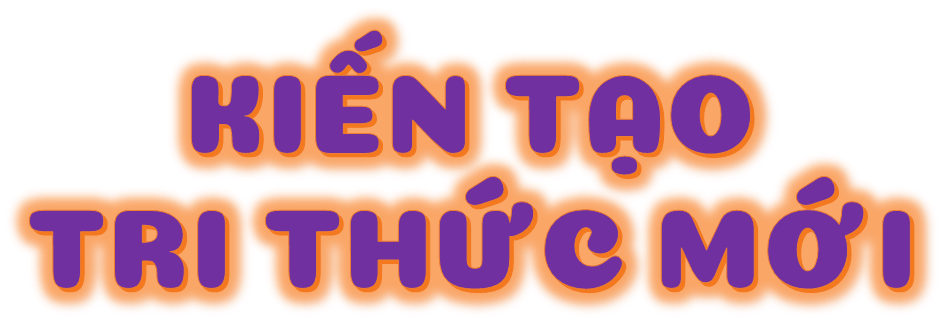 KIẾN TẠO
TRI THỨC MỚI